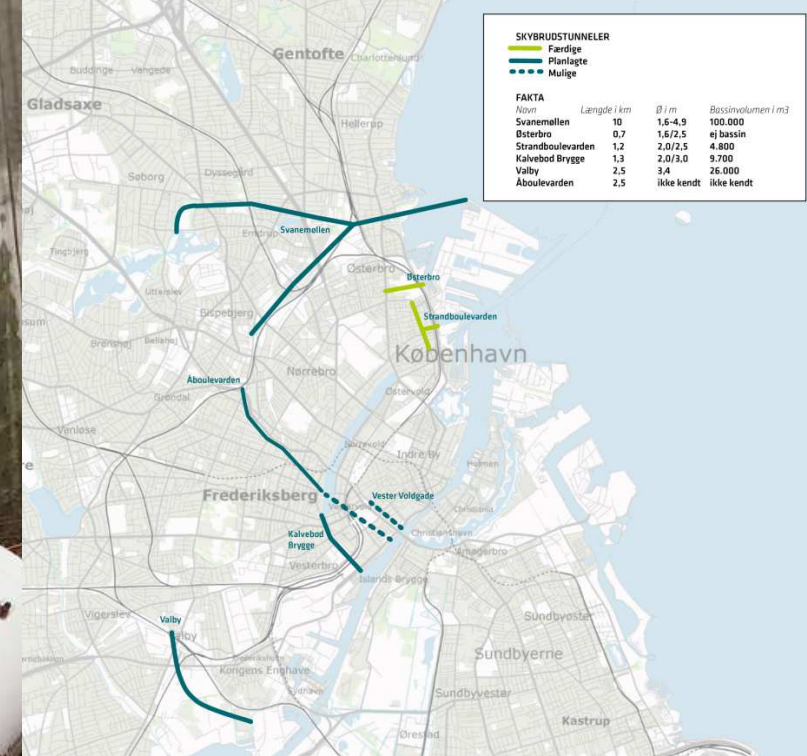 SKYBRUDSTUNNELER
Færdige
Planlagte
Mulige
FAKTA
Navn Længde i km Ø i m Bassinvolumen i m3
Svanemøllen 10 1,6-4,9 100.000
Østerbro 0,7 1,6/2,5 ej bassin
Strandboulevarden 1,2 2,0/2,5 4.800
Kalvebod Brygge 1,3 2,0/3,0 9.700
Valby 2,5 3,4 26.000
Åboulevarden 2,5 ikke kendt ikke kendt
Gentofte
Charlottenlund
Buddinge
Vangede
Gladsaxe
Hellerup
Dyssegård
Søborg
Tingbjerg
Emdrup
Svanemøllen
Østerbro
Østerbro
Utterslev
Bispebjerg
Strandboulevarden
Brønshøj
Bellahøj
København
Nørrebro
Åboulevarden
Grøndal
Østervold
Vanløse
Nørrevold
Indre By
Holmen
Frederiksberg
Vester Voldgade
Christiania
Kalvebod
Brygge
Christianshavn
Amagerbro
Vesterbro
Islands Brygge
Vigerslev
Valby
Valby
Sundbyøster
Frederiksholm
Kongens Enghave
Sundbyerne
Sydhavn
Sundbyvester
Kastrup
Ørestad